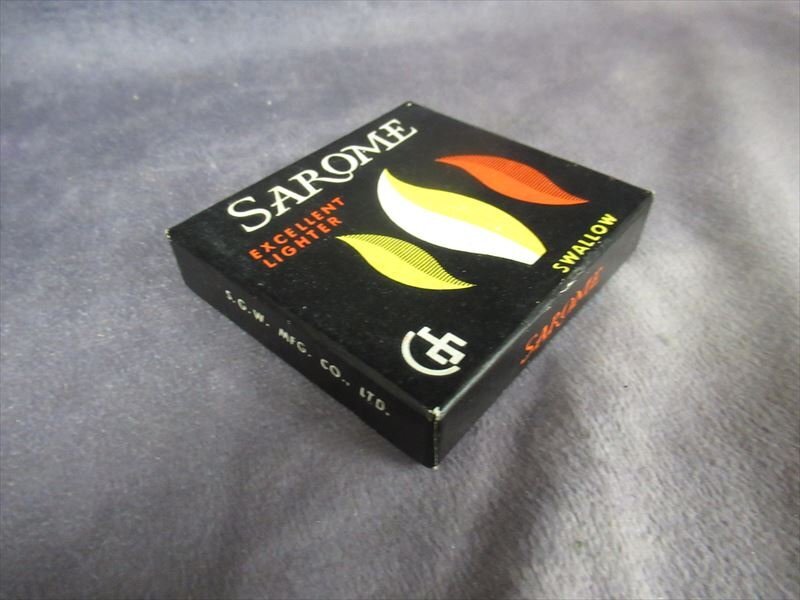 SAROME
EXCELLENT
LIGHTER
SWALLOW
S.G.W. MFG. CO., LTD.
SAROME